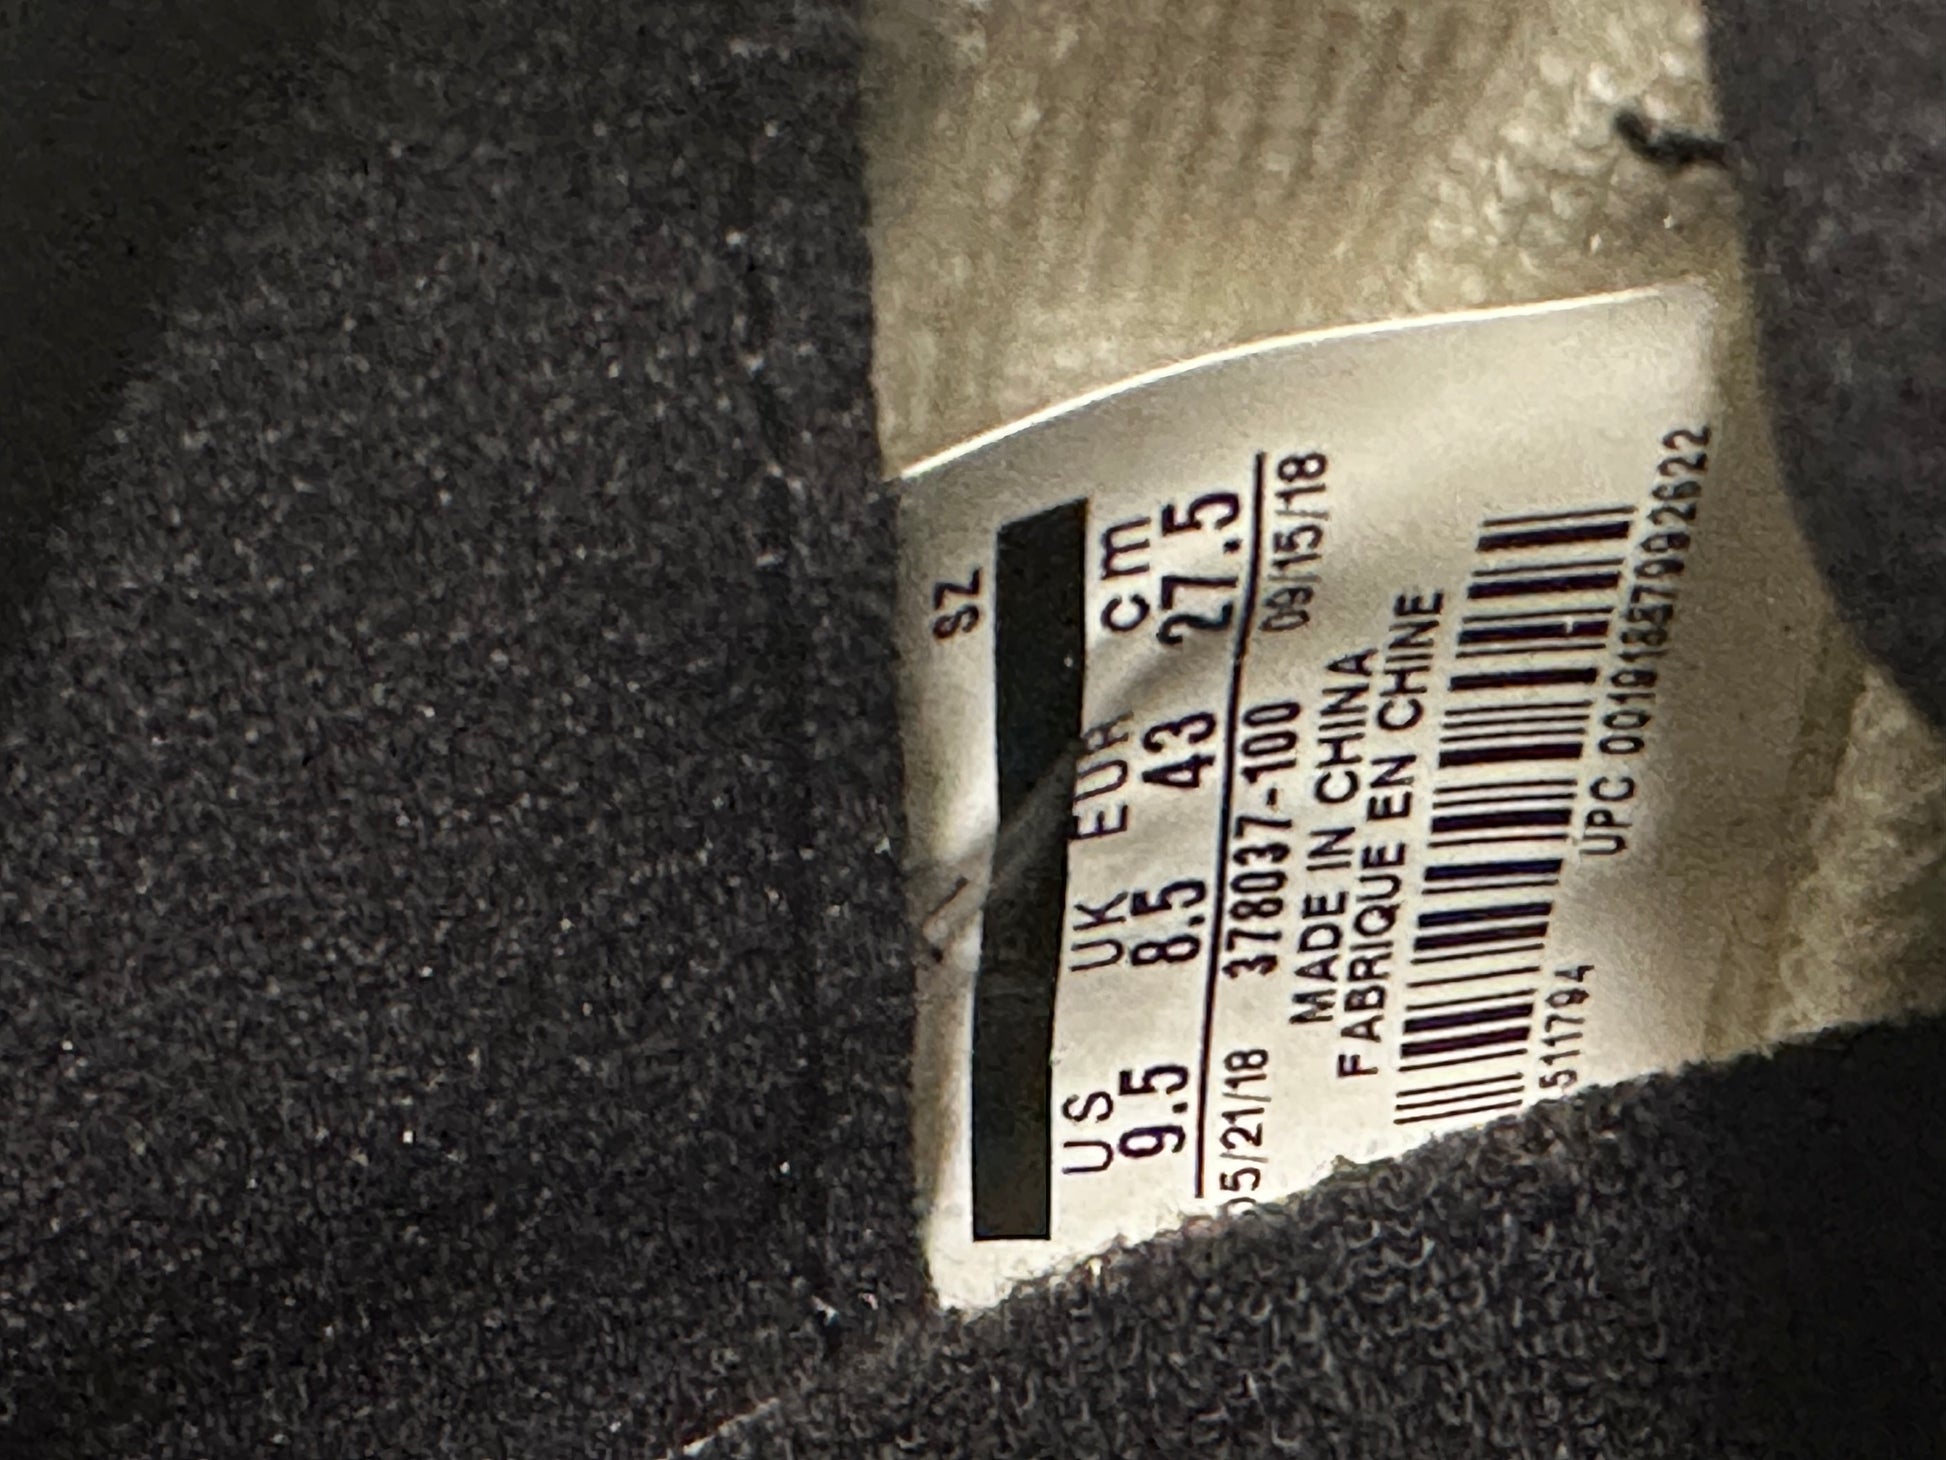 SZ
US UK EUR cm
9.5 8.5 43 27.5
05/21/18 378037-100 09/15/18
MADE IN CHINA
FABRIQUE EN CHINE
511794
UPC 00191887992622